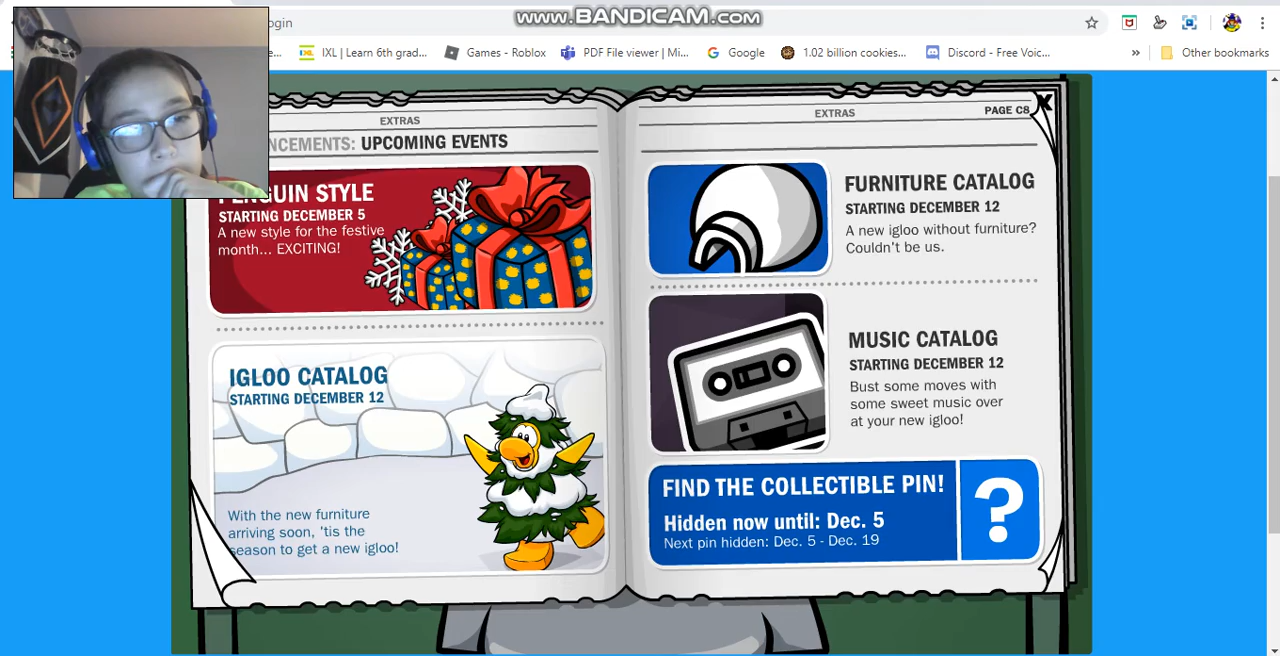 www.BANDICAM.com
ogin
e...
IXL | Learn 6th grad...
Games - Roblox
PDF File viewer | Mi...
Google
1.02 billion cookies...
Discord - Free Voic...
»
Other bookmarks
EXTRAS
NCEMENTS: UPCOMING EVENTS
PENGUIN STYLE
STARTING DECEMBER 5
A new style for the festive
month... EXCITING!
IGLOO CATALOG
STARTING DECEMBER 12
With the new furniture
arriving soon, 'tis the
season to get a new igloo!
EXTRAS
PAGE C8
X
FURNITURE CATALOG
STARTING DECEMBER 12
A new igloo without furniture?
Couldn't be us.
MUSIC CATALOG
STARTING DECEMBER 12
Bust some moves with
some sweet music over
at your new igloo!
FIND THE COLLECTIBLE PIN!
Hidden now until: Dec. 5
Next pin hidden: Dec. 5 - Dec. 19
?